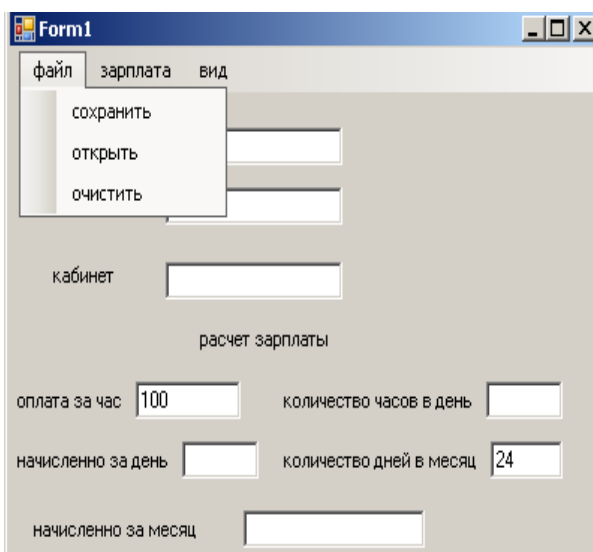 Form1
файл зарплата вид
сохранить
открыть
очистить
кабинет
расчет зарплаты
оплата за час 100 количество часов в день
начисленно за день количество дней в месяц 24
начисленно за месяц